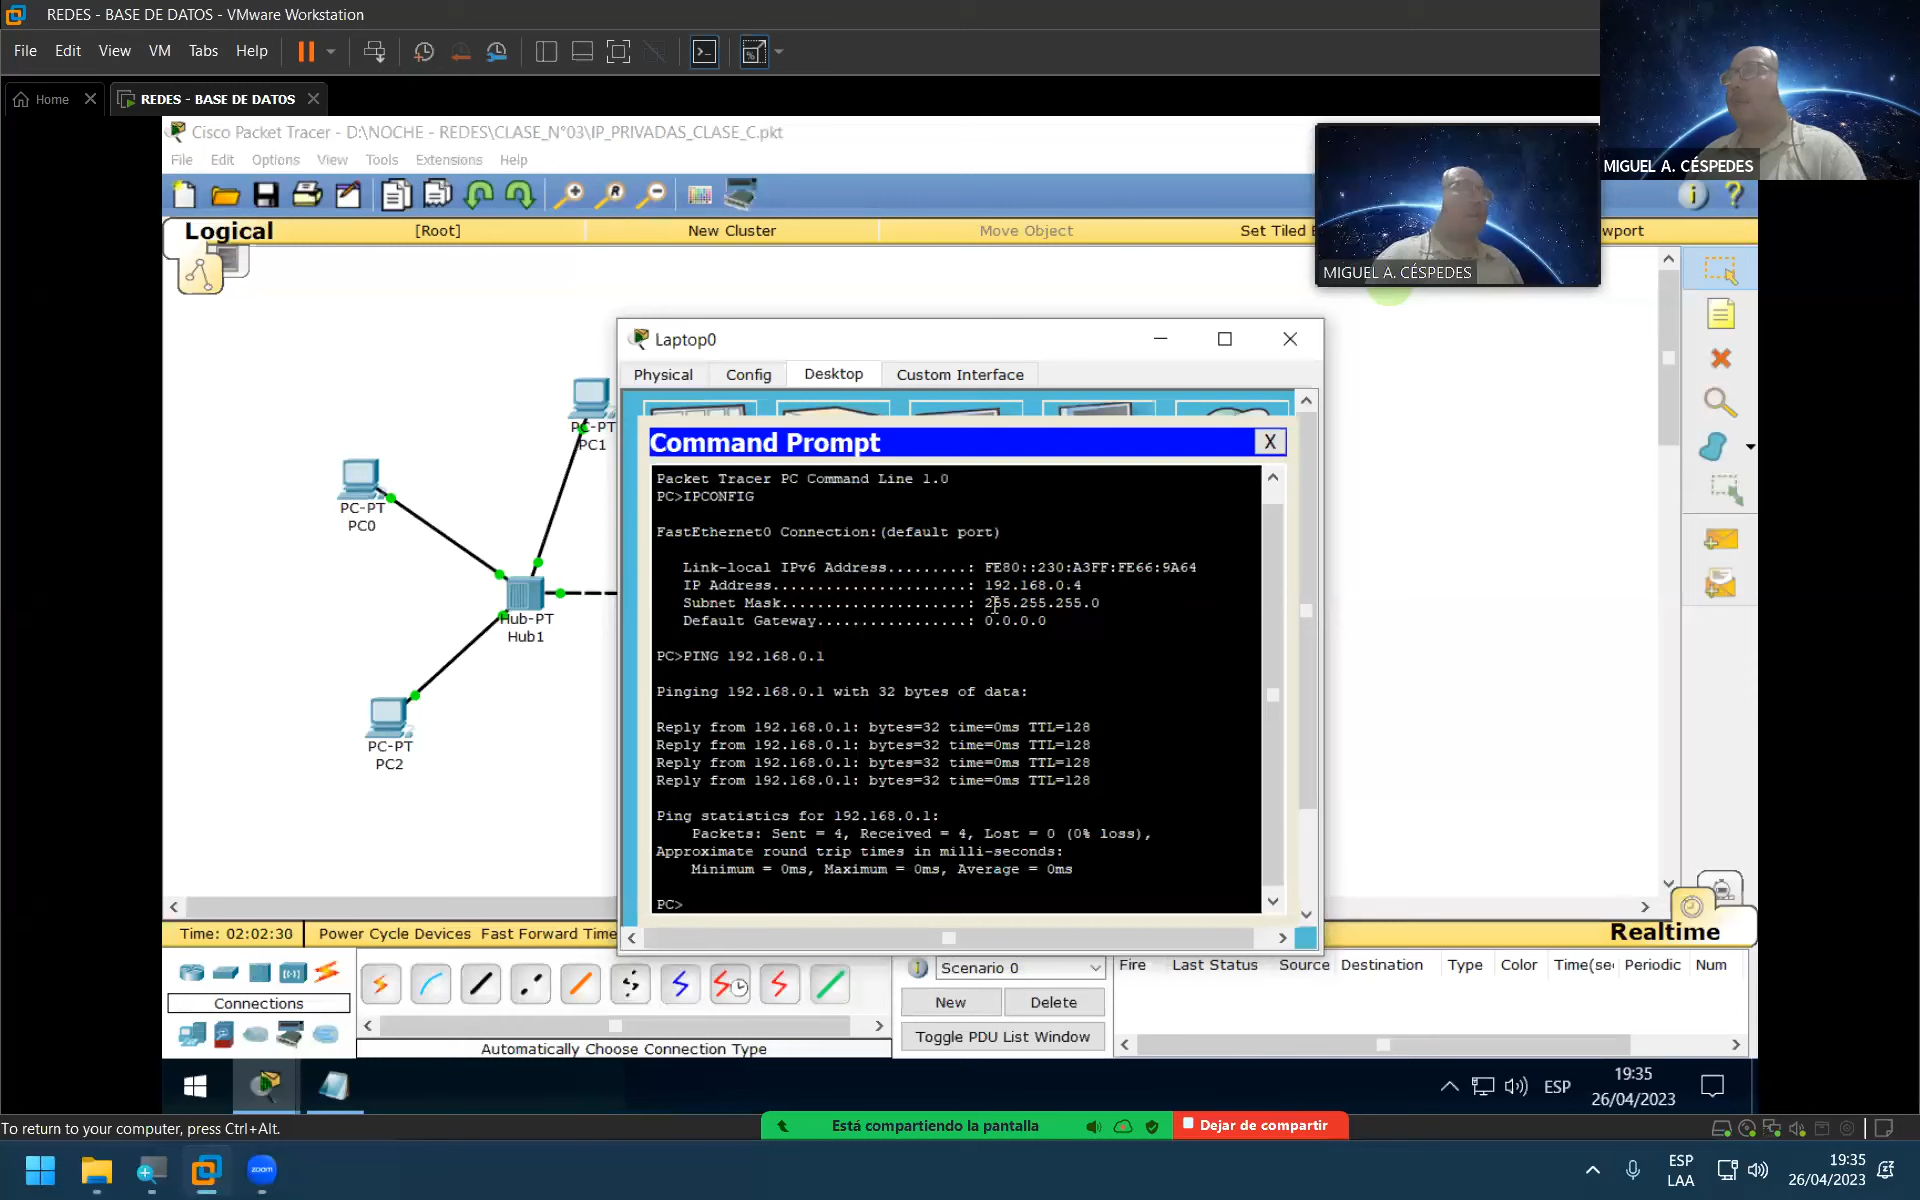 REDES - BASE DE DATOS - VMware Workstation
File Edit View VM Tabs Help
Home
REDES - BASE DE DATOS
MIGUEL A. CÉSPEDES
Cisco Packet Tracer - D:\NOCHE - REDES\CLASE_N°03\IP_PRIVADAS_CLASE_C.pkt
File Edit Options View Tools Extensions Help
Logical
[Root]
New Cluster
Move Object
Set Tiled
wport
MIGUEL A. CÉSPEDES
Laptop0
Physical Config Desktop Custom Interface
PC-PT
PC1
PC-PT
PC0
Hub-PT
Hub1
PC-PT
PC2
Command Prompt
X
Packet Tracer PC Command Line 1.0
PC>IPCONFIG
FastEthernet0 Connection:(default port)
Link-local IPv6 Address.........: FE80::230:A3FF:FE66:9A64
IP Address......................: 192.168.0.4
Subnet Mask.....................: 255.255.255.0
Default Gateway.................: 0.0.0.0
PC>PING 192.168.0.1
Pinging 192.168.0.1 with 32 bytes of data:
Reply from 192.168.0.1: bytes=32 time=0ms TTL=128
Reply from 192.168.0.1: bytes=32 time=0ms TTL=128
Reply from 192.168.0.1: bytes=32 time=0ms TTL=128
Reply from 192.168.0.1: bytes=32 time=0ms TTL=128
Ping statistics for 192.168.0.1:
Packets: Sent = 4, Received = 4, Lost = 0 (0% loss),
Approximate round trip times in milli-seconds:
Minimum = 0ms, Maximum = 0ms, Average = 0ms
PC>
Time: 02:02:30 Power Cycle Devices Fast Forward Time
Realtime
Connections
Automatically Choose Connection Type
Scenario 0
New
Delete
Toggle PDU List Window
Fire Last Status Source Destination Type Color Time(sec Periodic Num
ESP
19:35
26/04/2023
To return to your computer, press Ctrl+Alt.
Está compartiendo la pantalla
Dejar de compartir
zoom
ESP
LAA
19:35
26/04/2023